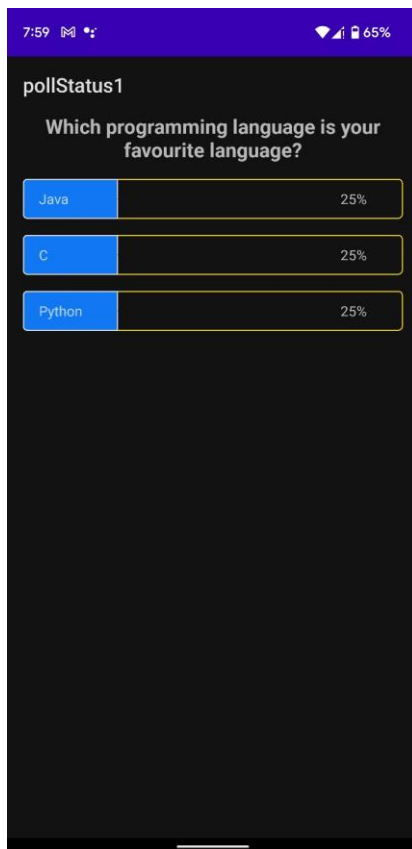 7:59 65%
pollStatus1
Which programming language is your
favourite language?
Java 25%
C 25%
Python 25%